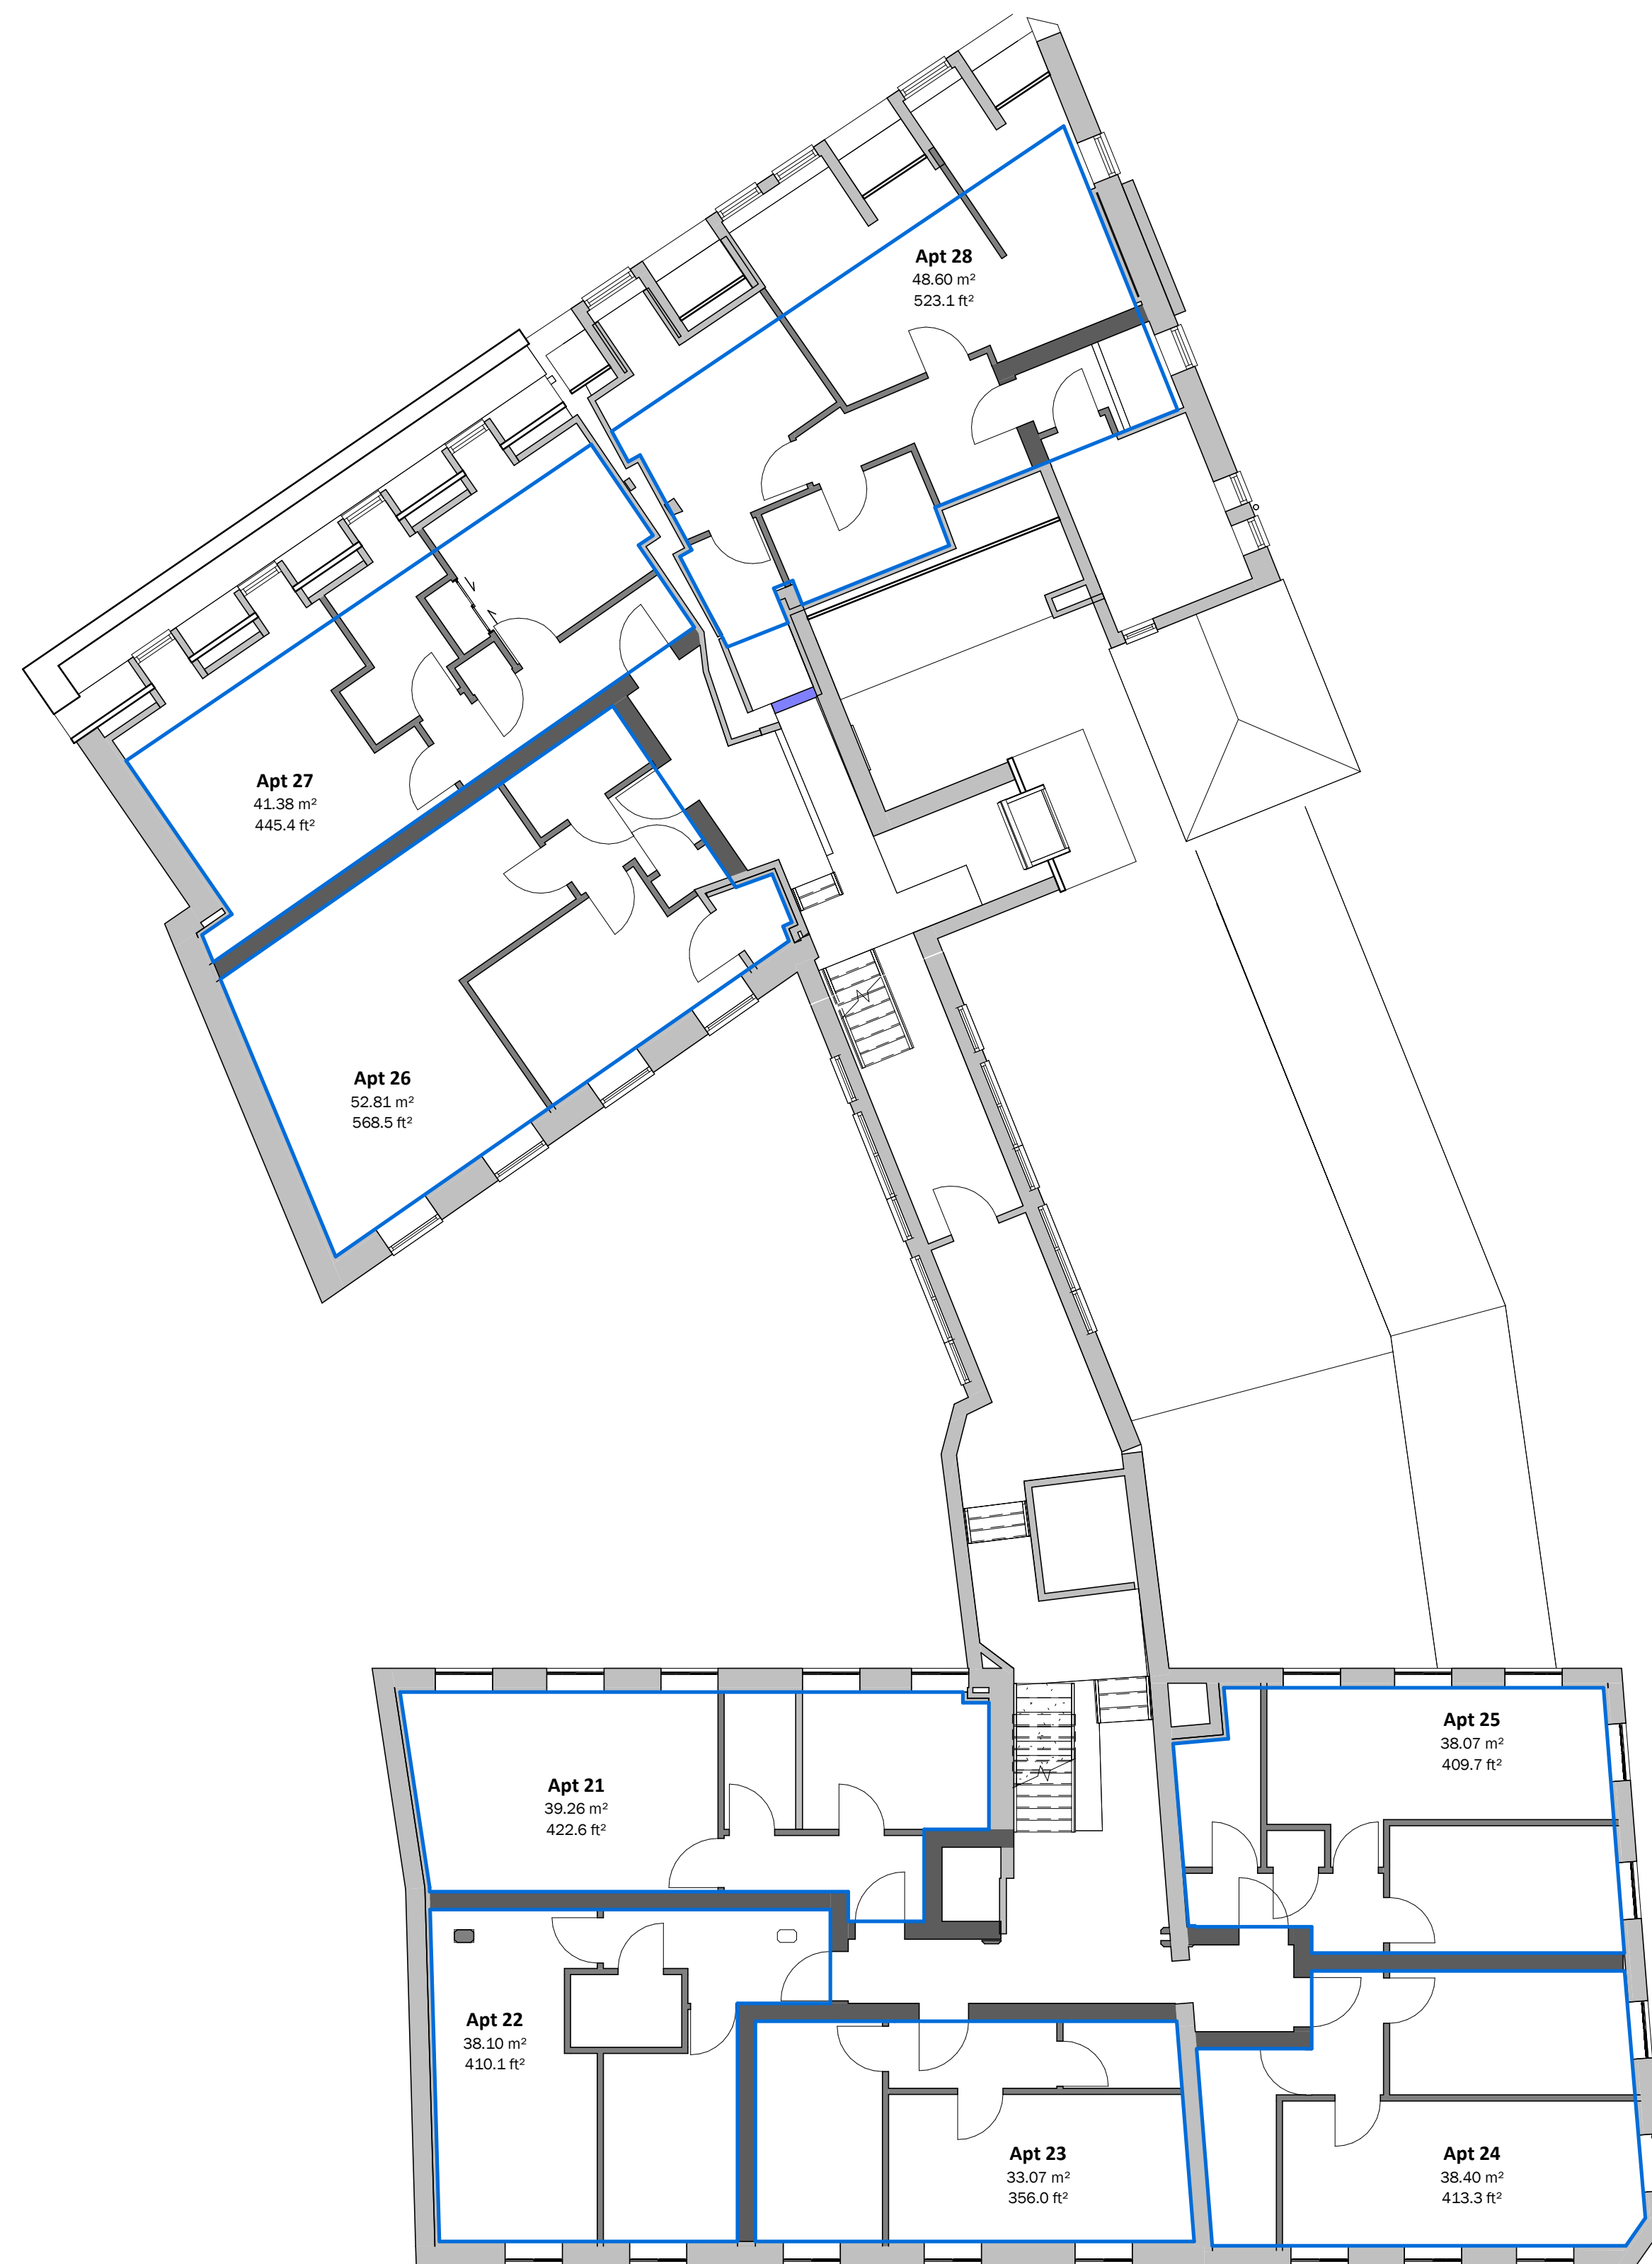 Apt 28
48.60 m²
523.1 ft²
Apt 27
41.38 m²
445.4 ft²
Apt 26
52.81 m²
568.5 ft²
Apt 25
38.07 m²
409.7 ft²
Apt 21
39.26 m²
422.6 ft²
Apt 22
38.10 m²
410.1 ft²
Apt 23
33.07 m²
356.0 ft²
Apt 24
38.40 m²
413.3 ft²